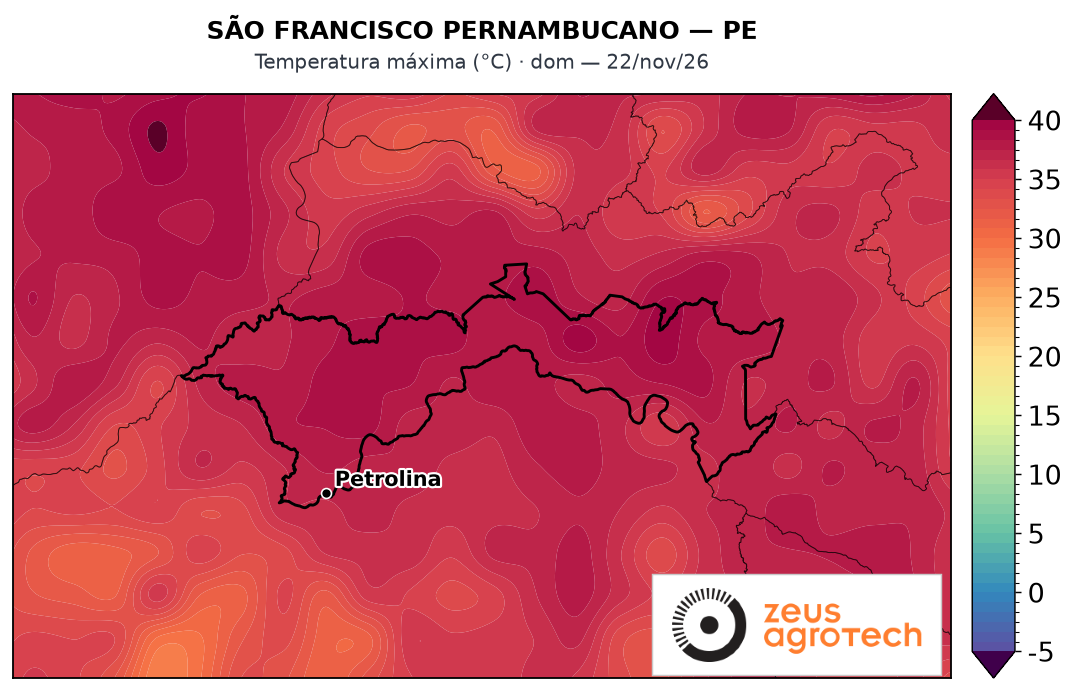 SÃO FRANCISCO PERNAMBUCANO — PE
Temperatura máxima (°C) · dom — 22/nov/26
40
35
30
25
20
15
10
5
0
-5
Petrolina
zeus
agrotech